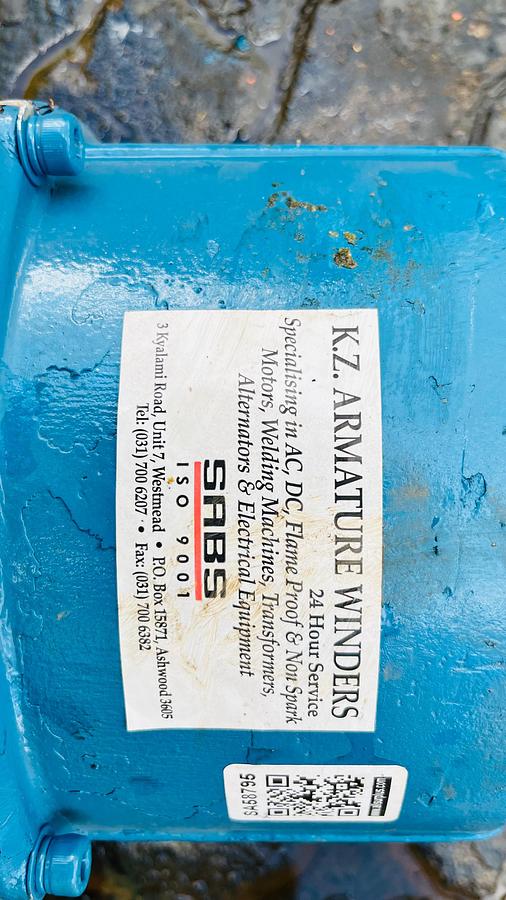 K.Z. ARMATURE WINDERS
24 Hour Service
Specialising in AC, DC, Flame Proof & Non Spark
Motors, Welding Machines, Transformers,
Alternators & Electrical Equipment
SABS
ISO 9001
3 Kyalami Road, Unit 7, Westmead • P.O. Box 15871, Ashwood 3605
Tel: (031) 700 6207 • Fax: (031) 700 6382